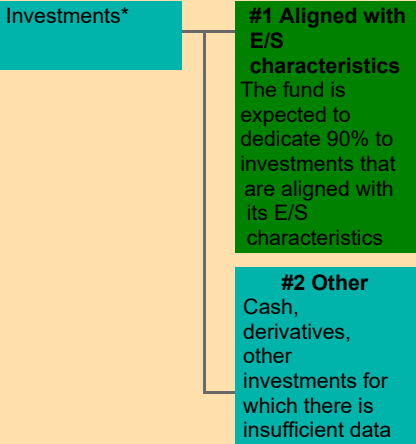 Investments*
#1 Aligned with
E/S
characteristics
The fund is
expected to
dedicate 90% to
investments that
are aligned with
its E/S
characteristics
#2 Other
Cash,
derivatives,
other
investments for
which there is
insufficient data